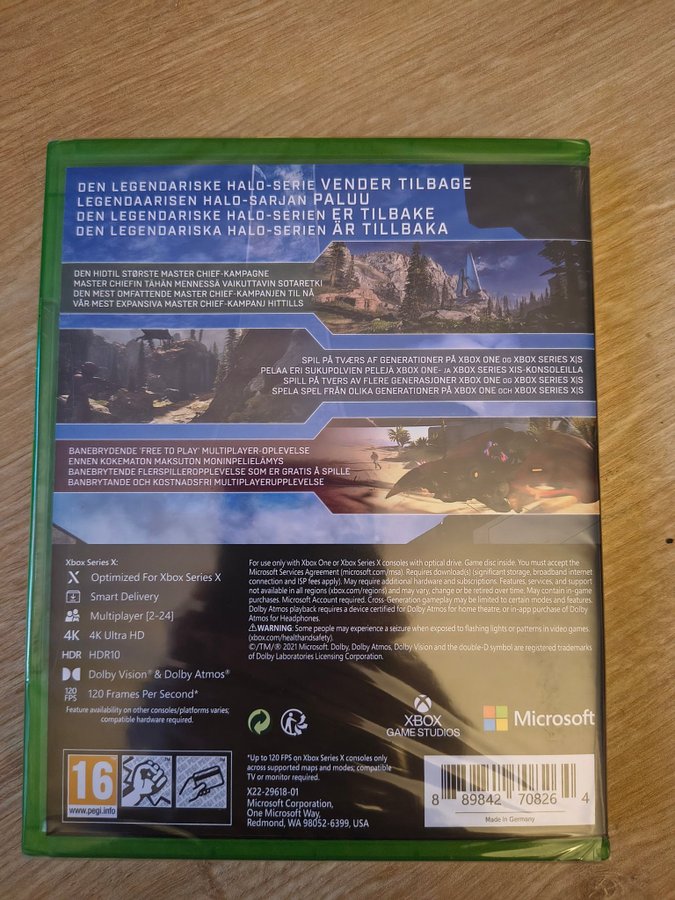 DEN LEGENDARISKE HALO-SERIE VENDER TILBAGE
LEGENDAARISEN HALO-SARJAN PALUU
DEN LEGENDARISKE HALO-SERIEN ER TILBAKE
DEN LEGENDARISKA HALO-SERIEN ÄR TILLBAKA
DEN HIDTIL STØRSTE MASTER CHIEF-KAMPAGNE
MASTER CHIEFIN TÄHÄN MENNESSÄ VAIKUTTAVIN SOTARETKI
DEN MEST OMFATTENDE MASTER CHIEF-KAMPANJEN TIL NÅ
VÅR MEST EXPANSIVA MASTER CHIEF-KAMPANJ HITTILLS
SPIL PÅ TVÆRS AF GENERATIONER PÅ XBOX ONE OG XBOX SERIES X|S
PELAA ERI SUKUPOLVIEN PELEJÄ XBOX ONE- JA XBOX SERIES X|S-KONSOLEILLA
SPILL PÅ TVERS AV FLERE GENERASJONER XBOX ONE OG XBOX SERIES X|S
SPELA SPEL FRÅN OLIKA GENERATIONER PÅ XBOX ONE OCH XBOX SERIES X|S
BANEBRYDENDE 'FREE TO PLAY' MULTIPLAYER-OPLEVELSE
ENNEN KOKEMATON MAKSUTON MONINPELIELÄMYS
BANEBRYTENDE FLERSPILLEROPPLEVELSE SOM ER GRATIS Å SPILLE
BANBRYTANDE OCH KOSTNADSFRI MULTIPLAYERUPPLEVELSE
Xbox Series X:
X Optimized For Xbox Series X
Smart Delivery
Multiplayer [2-24]
4K 4K Ultra HD
HDR HDR10
Dolby Vision® & Dolby Atmos®
120 FPS 120 Frames Per Second*
Feature availability on other consoles/platforms varies;
compatible hardware required.
For use only with Xbox One or Xbox Series X consoles with optical drive. Game disc inside. You must accept the
Microsoft Services Agreement (microsoft.com/msa). Requires download(s) (significant storage, broadband internet
connection and ISP fees apply). May require additional hardware and subscriptions. Features, services, and support
not available in all regions (xbox.com/regions) and may vary, change or be retired over time. May contain in-game
purchases. Microsoft Account required. Cross-Generation gameplay may be limited to certain modes and features.
Dolby Atmos playback requires a device certified for Dolby Atmos for home theatre, or in-app purchase of Dolby
Atmos for Headphones.
⚠WARNING: Some people may experience a seizure when exposed to flashing lights or patterns in video games.
(xbox.com/healthandsafety).
©/TM/® 2021 Microsoft. Dolby, Dolby Atmos, Dolby Vision and the double-D symbol are registered trademarks
of Dolby Laboratories Licensing Corporation.
XBOX
GAME STUDIOS
Microsoft
16
www.pegi.info
*Up to 120 FPS on Xbox Series X consoles only
across supported maps and modes; compatible
TV or monitor required.
X22-29618-01
Microsoft Corporation,
One Microsoft Way,
Redmond, WA 98052-6399, USA
8 89842 70826 4
Made in Germany